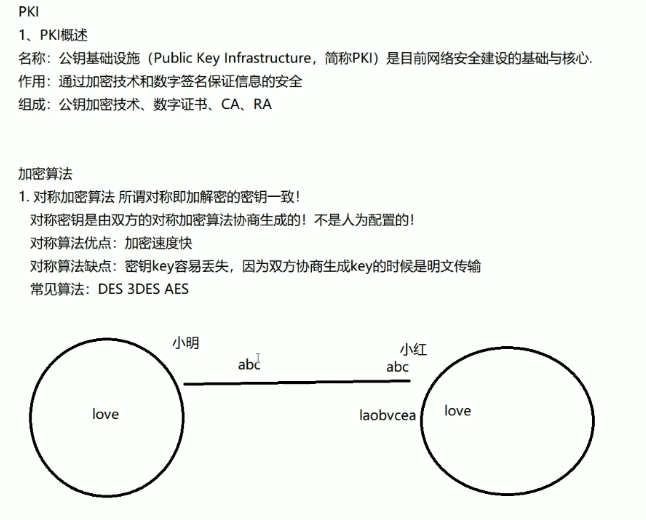 PKI
1、PKI概述
名称：公钥基础设施（Public Key Infrastructure，简称PKI）是目前网络安全建设的基础与核心.
作用：通过加密技术和数字签名保证信息的安全
组成：公钥加密技术、数字证书、CA、RA
加密算法
1. 对称加密算法 所谓对称即加解密的密钥一致！
对称密钥是由双方的对称加密算法协商生成的！不是人为配置的！
对称算法优点：加密速度快
对称算法缺点：密钥key容易丢失，因为双方协商生成key的时候是明文传输
常见算法：DES 3DES AES
小明
小红
abc
abc
love
laobvcea
love